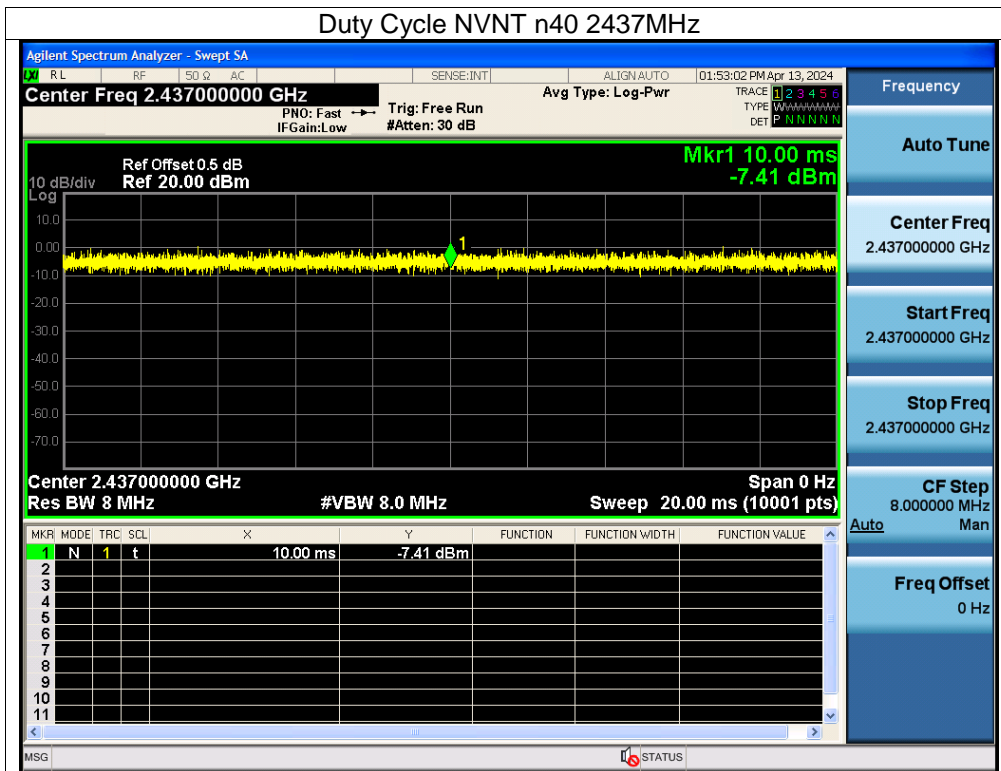 Duty Cycle NVNT n40 2437MHz
Agilent Spectrum Analyzer - Swept SA
LXI RL RF 50 Ω AC SENSE:INT ALIGN AUTO 01:53:02 PM Apr 13, 2024
Center Freq 2.437000000 GHz Avg Type: Log-Pwr TRACE 1 2 3 4 5 6
PNO: Fast Trig: Free Run TYPE WWWWWW
IFGain:Low #Atten: 30 dB DET P N N N N N
Mkr1 10.00 ms
-7.41 dBm
Ref Offset 0.5 dB
10 dB/div Ref 20.00 dBm
Log
10.0
0.00
-10.0
-20.0
-30.0
-40.0
-50.0
-60.0
-70.0
1
Center 2.437000000 GHz Span 0 Hz
Res BW 8 MHz #VBW 8.0 MHz Sweep 20.00 ms (10001 pts)
MKR MODE TRC SCL X Y FUNCTION FUNCTION WIDTH FUNCTION VALUE
1 N 1 t 10.00 ms -7.41 dBm
2
3
4
5
6
7
8
9
10
11
MSG STATUS
Frequency
Auto Tune
Center Freq
2.437000000 GHz
Start Freq
2.437000000 GHz
Stop Freq
2.437000000 GHz
CF Step
8.000000 MHz
Auto Man
Freq Offset
0 Hz